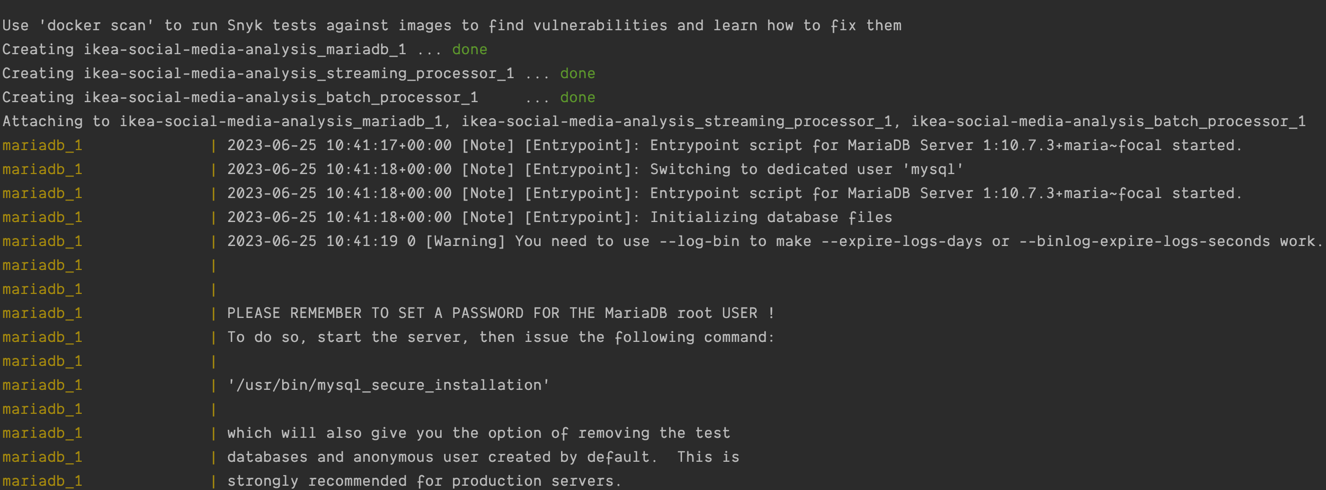 Use 'docker scan' to run Snyk tests against images to find vulnerabilities and learn how to fix them
Creating ikea-social-media-analysis_mariadb_1 ... done
Creating ikea-social-media-analysis_streaming_processor_1 ... done
Creating ikea-social-media-analysis_batch_processor_1     ... done
Attaching to ikea-social-media-analysis_mariadb_1, ikea-social-media-analysis_streaming_processor_1, ikea-social-media-analysis_batch_processor_1
mariadb_1              | 2023-06-25 10:41:17+00:00 [Note] [Entrypoint]: Entrypoint script for MariaDB Server 1:10.7.3+maria~focal started.
mariadb_1              | 2023-06-25 10:41:18+00:00 [Note] [Entrypoint]: Switching to dedicated user 'mysql'
mariadb_1              | 2023-06-25 10:41:18+00:00 [Note] [Entrypoint]: Entrypoint script for MariaDB Server 1:10.7.3+maria~focal started.
mariadb_1              | 2023-06-25 10:41:18+00:00 [Note] [Entrypoint]: Initializing database files
mariadb_1              | 2023-06-25 10:41:19 0 [Warning] You need to use --log-bin to make --expire-logs-days or --binlog-expire-logs-seconds work.
mariadb_1              |
mariadb_1              |
mariadb_1              | PLEASE REMEMBER TO SET A PASSWORD FOR THE MariaDB root USER !
mariadb_1              | To do so, start the server, then issue the following command:
mariadb_1              |
mariadb_1              | '/usr/bin/mysql_secure_installation'
mariadb_1              |
mariadb_1              | which will also give you the option of removing the test
mariadb_1              | databases and anonymous user created by default.  This is
mariadb_1              | strongly recommended for production servers.